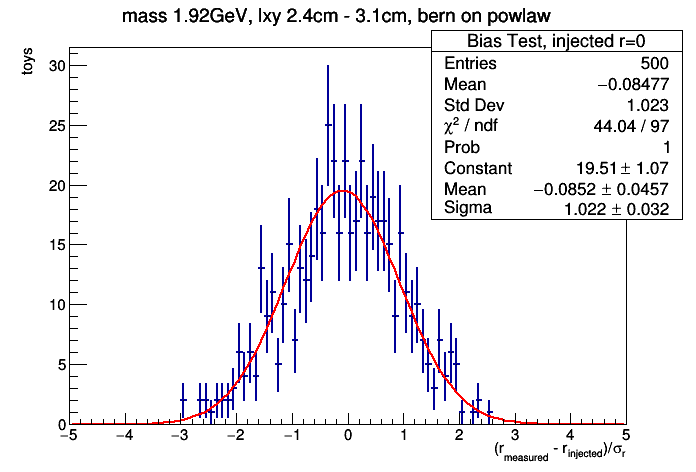 mass 1.92GeV, lxy 2.4cm - 3.1cm, bern on powlaw
toys
Bias Test, injected r=0
Entries 500
Mean −0.08477
Std Dev 1.023
χ² / ndf 44.04 / 97
Prob 1
Constant 19.51 ± 1.07
Mean −0.0852 ± 0.0457
Sigma 1.022 ± 0.032
30
25
20
15
10
5
0
−5 −4 −3 −2 −1 0 1 2 3 4 5
(r_measured - r_injected)/σ_r